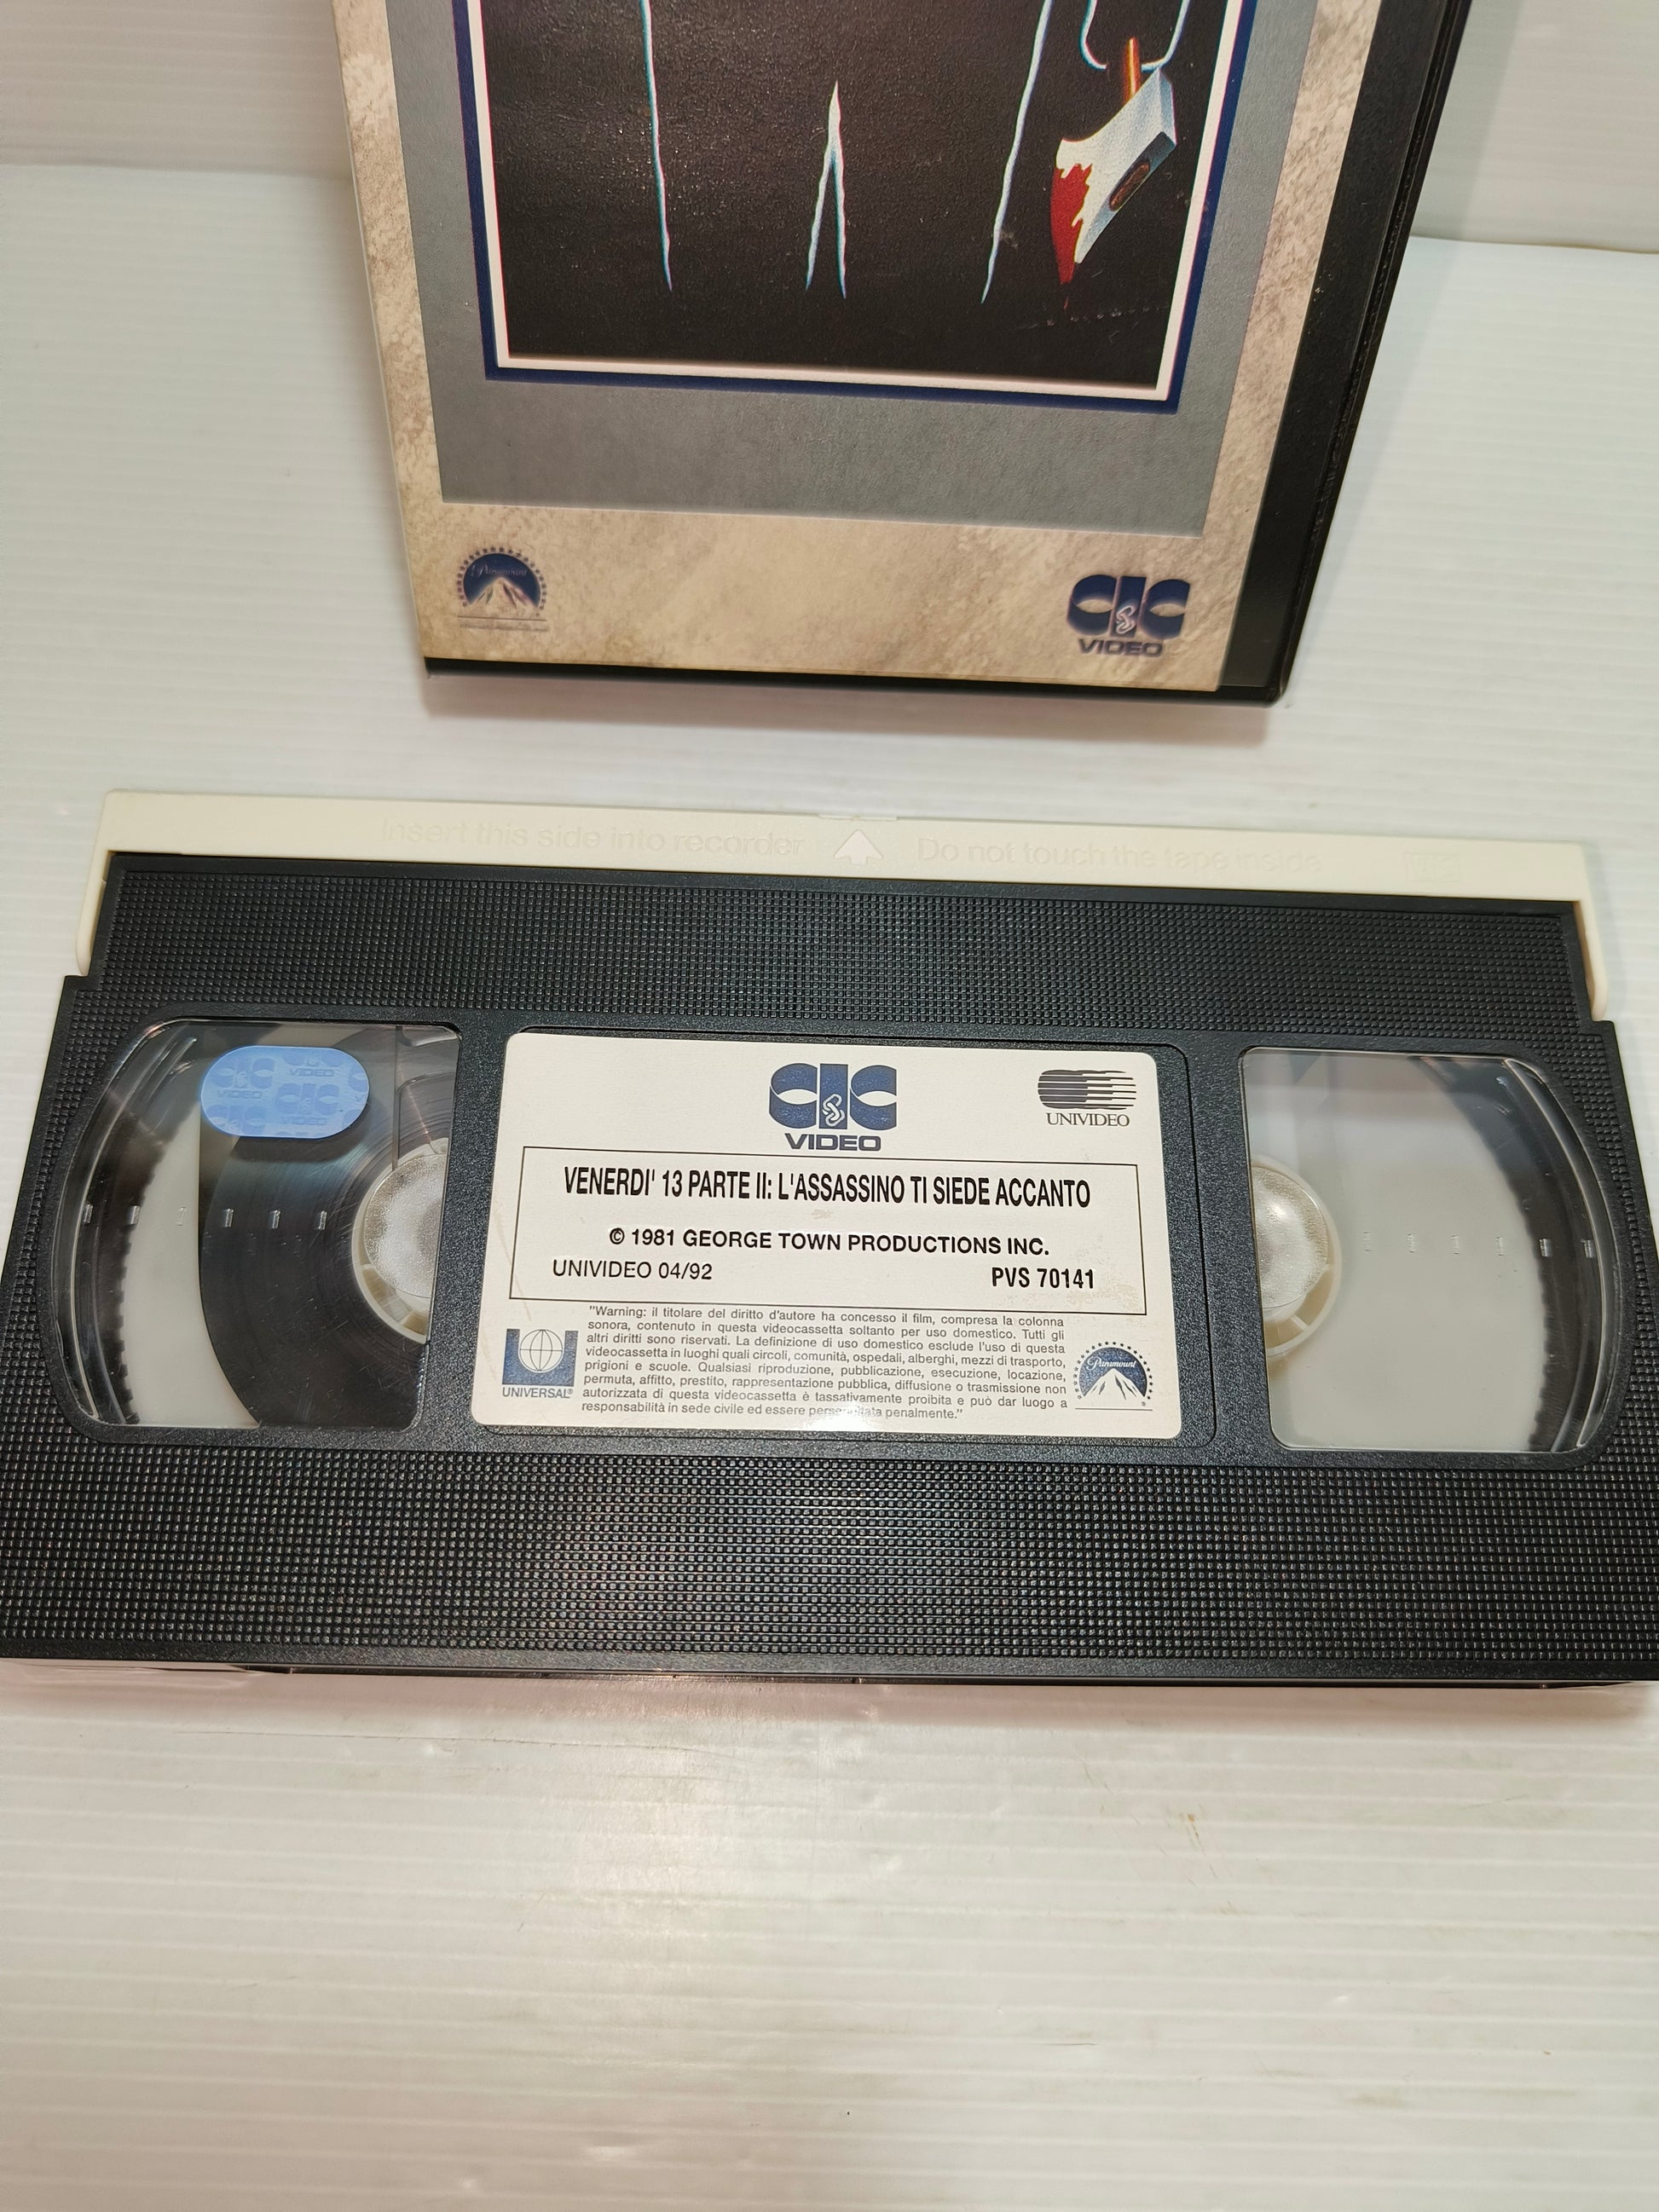 Paramount
CIC
VIDEO
Insert this side into recorder Do not touch the tape inside
CIC
VIDEO
UNIVIDEO
VENERDI' 13 PARTE II: L'ASSASSINO TI SIEDE ACCANTO
© 1981 GEORGE TOWN PRODUCTIONS INC.
UNIVIDEO 04/92 PVS 70141
"Warning: il titolare del diritto d'autore ha concesso il film, compresa la colonna
sonora, contenuto in questa videocassetta soltanto per uso domestico. Tutti gli
altri diritti sono riservati. La definizione di uso domestico esclude l'uso di questa
videocassetta in luoghi quali circoli, comunità, ospedali, alberghi, mezzi di trasporto,
prigioni e scuole. Qualsiasi riproduzione, pubblicazione, esecuzione, locazione,
permuta, affitto, prestito, rappresentazione pubblica, diffusione o trasmissione non
autorizzata di questa videocassetta è tassativamente proibita e può dar luogo a
responsabilità in sede civile ed essere penalmente."
UNIVERSAL®
Paramount
CIC VIDEO